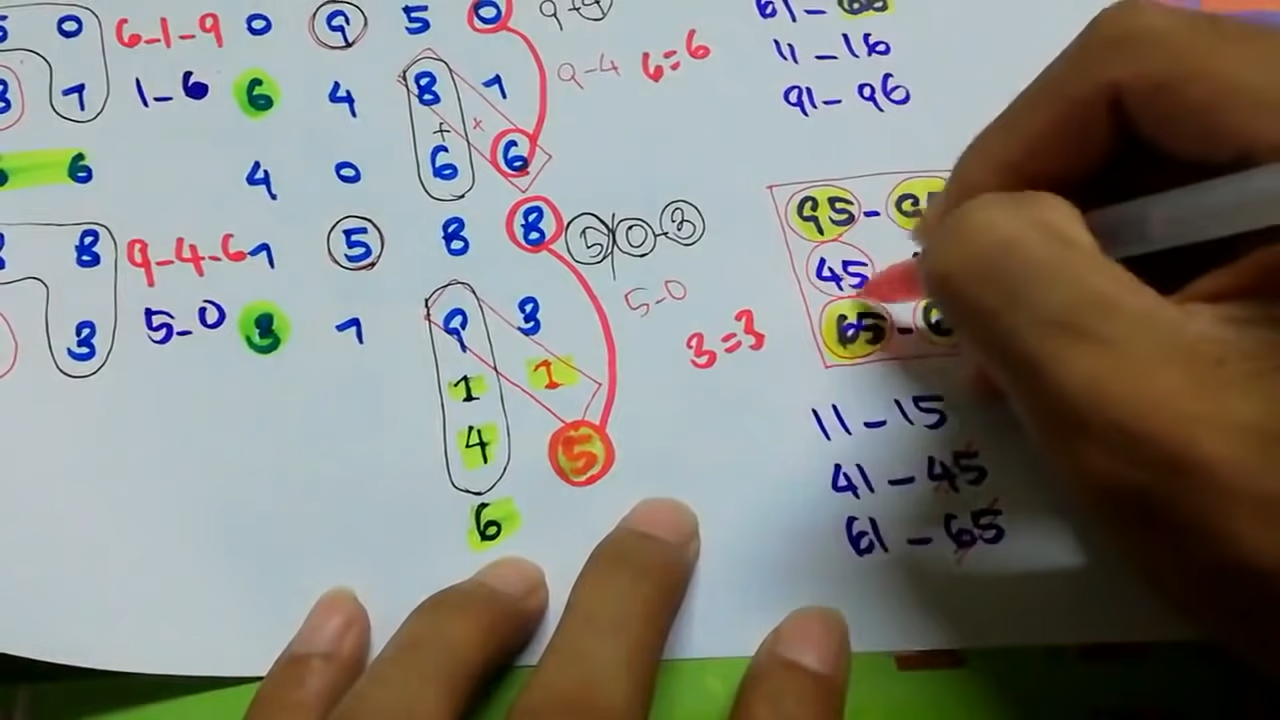 0 6-1-9 0 9 5 0
61-
1-6 6 4 8 7 9-4 6=6
11-16
91-96
+ ×
6 4 0 6 6
8 9-4-6 1 5 8 8 5 0-3
95-
45
5-0
3 5-0 3 1 9 3 3=3
65-
1 1
4 5
6
11-15
41-45
61-65